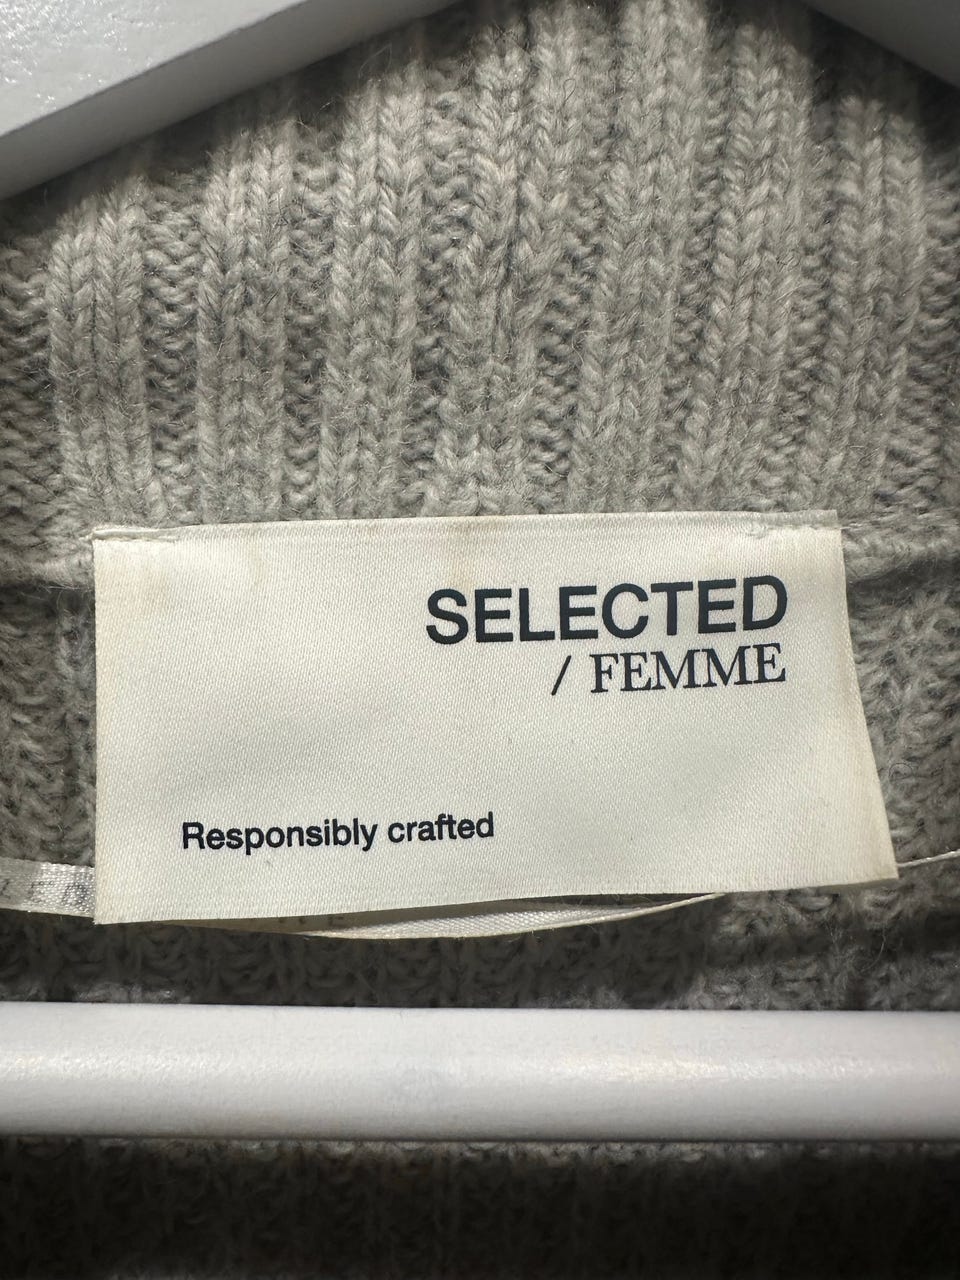 SELECTED
/ FEMME
Responsibly crafted